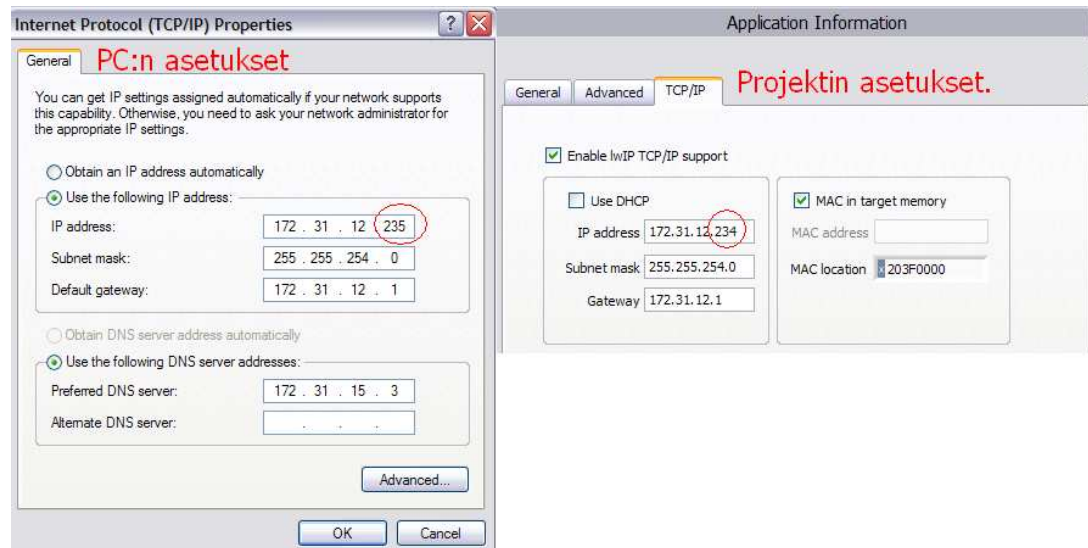 Internet Protocol (TCP/IP) Properties
General
PC:n asetukset
You can get IP settings assigned automatically if your network supports
this capability. Otherwise, you need to ask your network administrator for
the appropriate IP settings.
Obtain an IP address automatically
Use the following IP address:
IP address: 172 . 31 . 12 . 235
Subnet mask: 255 . 255 . 254 . 0
Default gateway: 172 . 31 . 12 . 1
Obtain DNS server address automatically
Use the following DNS server addresses:
Preferred DNS server: 172 . 31 . 15 . 3
Alternate DNS server: . . .
Advanced...
OK Cancel
Application Information
General Advanced TCP/IP
Projektin asetukset.
Enable lwIP TCP/IP support
Use DHCP
IP address 172.31.12.234
Subnet mask 255.255.254.0
Gateway 172.31.12.1
MAC in target memory
MAC address
MAC location x 203F0000